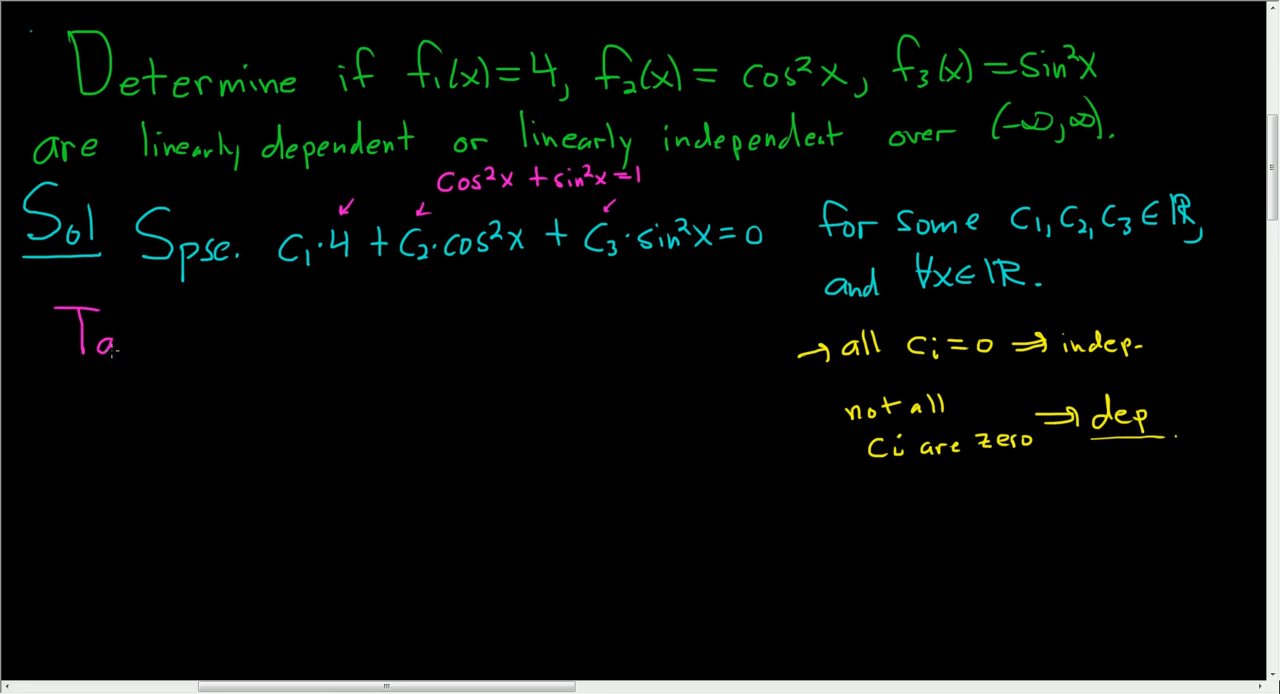 Determine if f₁(x)=4, f₂(x)= cos²x, f₃(x)=sin²x
are linearly dependent or linearly independent over (-∞,∞).
cos²x + sin²x=1
Sol Spse. C₁·4 + C₂·cos²x + C₃·sin²x=0 for some C₁,C₂,C₃∈ℝ,
and ∀x∈ℝ.
Ta
→ all Ci=0 ⇒ indep.
not all ⇒ dep.
Ci are zero